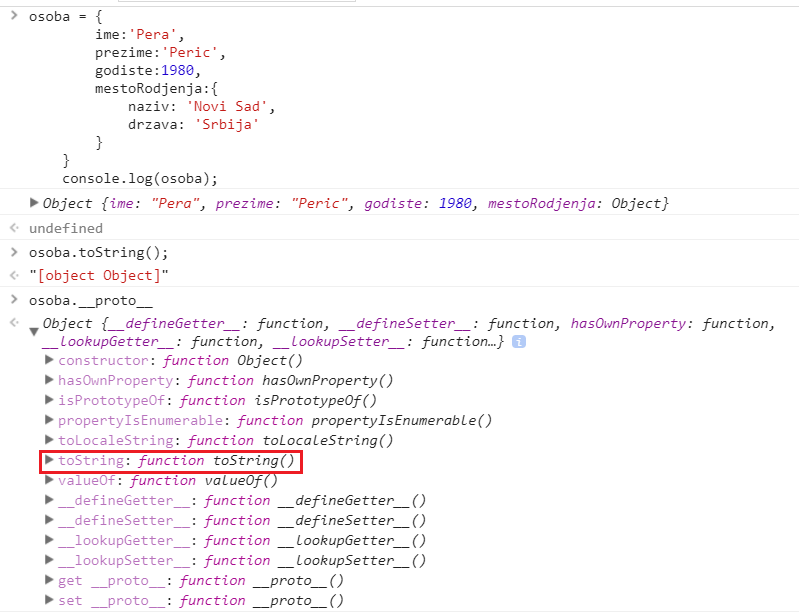 > osoba = {
ime:'Pera',
prezime:'Peric',
godiste:1980,
mestoRodjenja:{
naziv: 'Novi Sad',
drzava: 'Srbija'
}
}
console.log(osoba);
▶Object {ime: "Pera", prezime: "Peric", godiste: 1980, mestoRodjenja: Object}
< undefined
> osoba.toString();
< "[object Object]"
> osoba.__proto__
< ▼Object {__defineGetter__: function, __defineSetter__: function, hasOwnProperty: function,
__lookupGetter__: function, __lookupSetter__: function…} i
▶constructor: function Object()
▶hasOwnProperty: function hasOwnProperty()
▶isPrototypeOf: function isPrototypeOf()
▶propertyIsEnumerable: function propertyIsEnumerable()
▶toLocaleString: function toLocaleString()
▶toString: function toString()
▶valueOf: function valueOf()
▶__defineGetter__: function __defineGetter__()
▶__defineSetter__: function __defineSetter__()
▶__lookupGetter__: function __lookupGetter__()
▶__lookupSetter__: function __lookupSetter__()
▶get __proto__: function __proto__()
▶set __proto__: function __proto__()